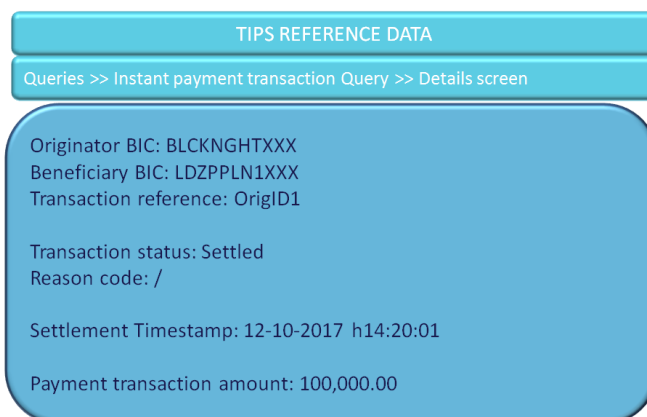 TIPS REFERENCE DATA
Queries >> Instant payment transaction Query >> Details screen
Originator BIC: BLCKNGHTXXX
Beneficiary BIC: LDZPPLN1XXX
Transaction reference: OrigID1
Transaction status: Settled
Reason code: /
Settlement Timestamp: 12-10-2017 h14:20:01
Payment transaction amount: 100,000.00